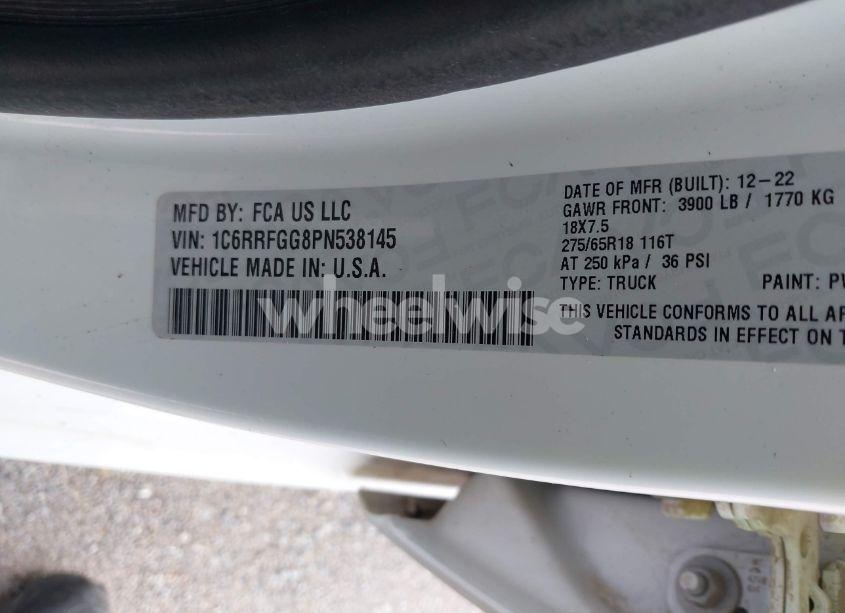 MFD BY: FCA US LLC
VIN: 1C6RRFGG8PN538145
VEHICLE MADE IN: U.S.A.
DATE OF MFR (BUILT): 12-22
GAWR FRONT: 3900 LB / 1770 KG
18X7.5
275/65R18 116T
AT 250 kPa / 36 PSI
TYPE: TRUCK PAINT: PW
THIS VEHICLE CONFORMS TO ALL AP
STANDARDS IN EFFECT ON T
wheelwise